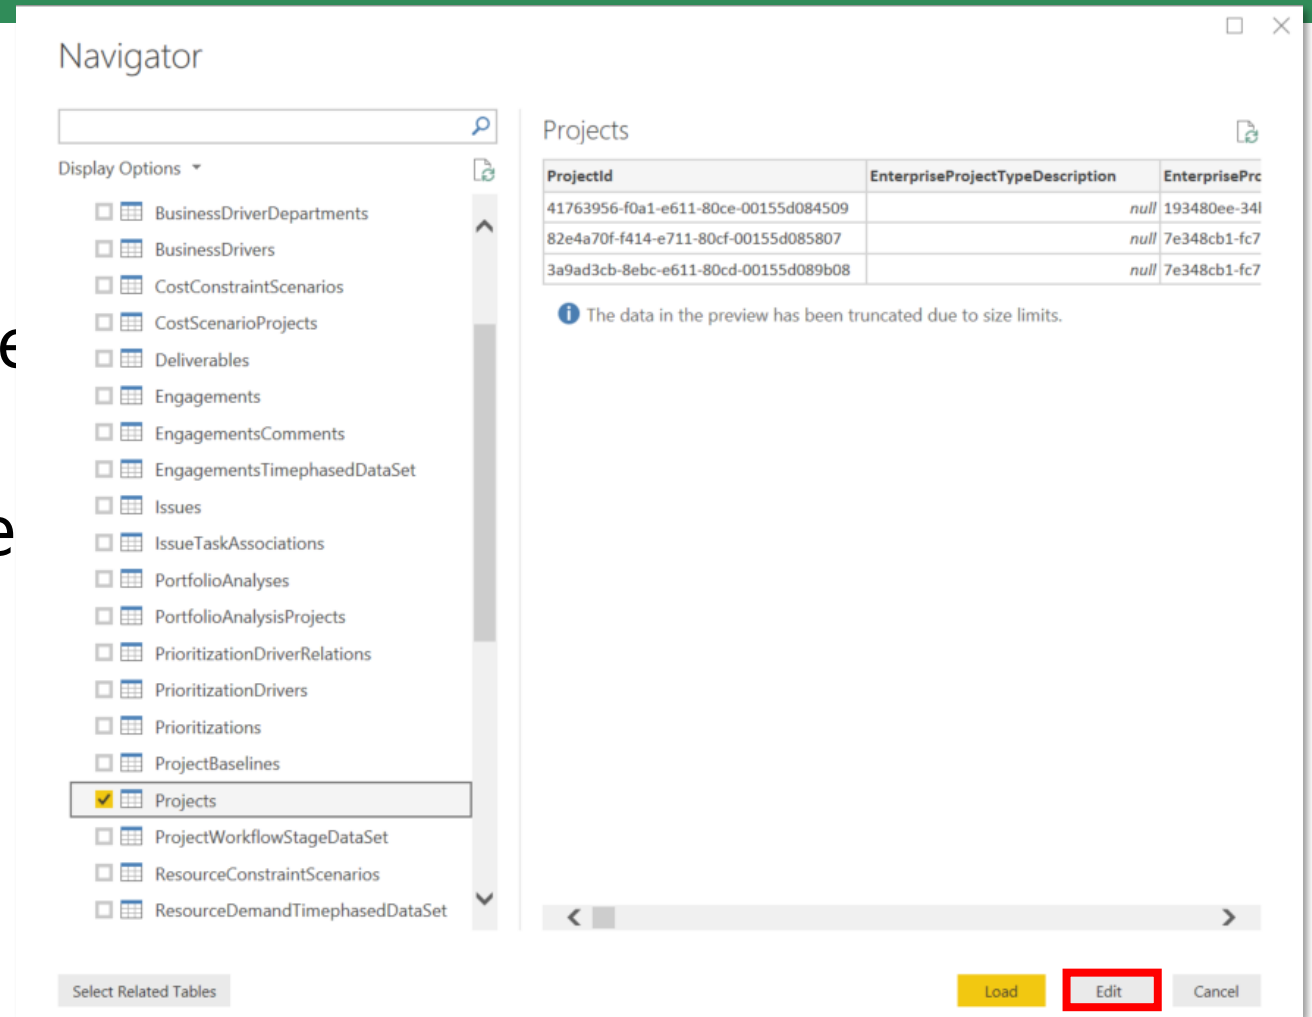 Navigator
Display Options
BusinessDriverDepartments
BusinessDrivers
CostConstraintScenarios
CostScenarioProjects
Deliverables
Engagements
EngagementsComments
EngagementsTimephasedDataSet
Issues
IssueTaskAssociations
PortfolioAnalyses
PortfolioAnalysisProjects
PrioritizationDriverRelations
PrioritizationDrivers
Prioritizations
ProjectBaselines
Projects
ProjectWorkflowStageDataSet
ResourceConstraintScenarios
ResourceDemandTimephasedDataSet
Select Related Tables
Projects
ProjectId EnterpriseProjectTypeDescription EnterprisePrc
41763956-f0a1-e611-80ce-00155d084509 null 193480ee-34
82e4a70f-f414-e711-80cf-00155d085807 null 7e348cb1-fc7
3a9ad3cb-8ebc-e611-80cd-00155d089b08 null 7e348cb1-fc7
The data in the preview has been truncated due to size limits.
Load Edit Cancel